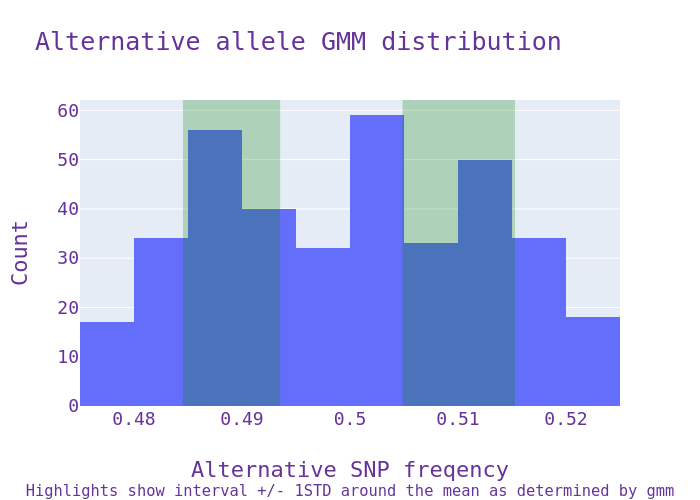 Alternative allele GMM distribution
60
50
40
30
20
10
0
Count
0.48 0.49 0.5 0.51 0.52
Alternative SNP freqency
Highlights show interval +/- 1STD around the mean as determined by gmm